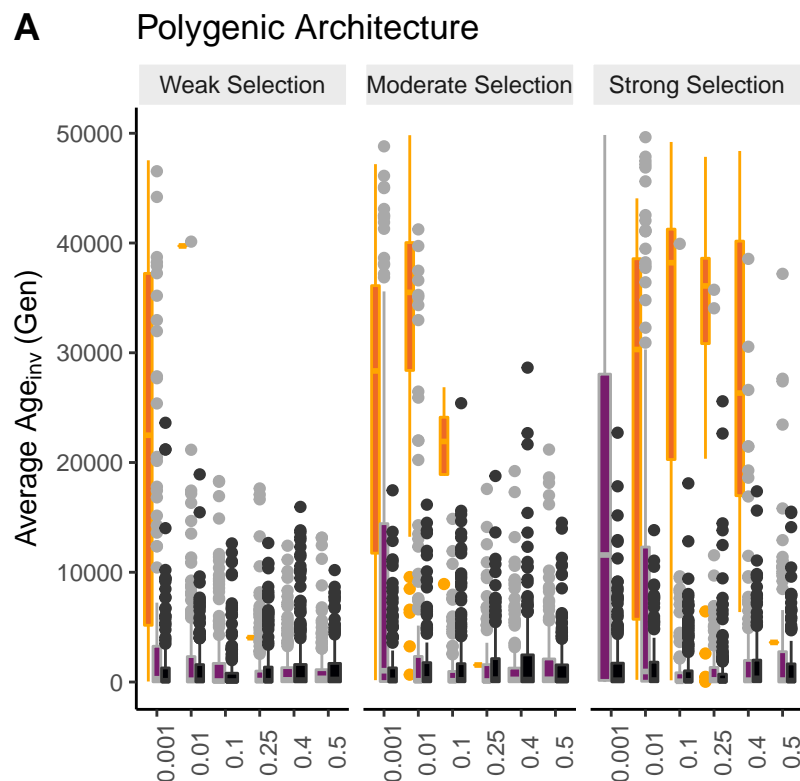 A Polygenic Architecture
Weak Selection Moderate Selection Strong Selection
Average Age_inv (Gen)
50000
40000
30000
20000
10000
0
0.001 0.01 0.1 0.25 0.4 0.5 0.001 0.01 0.1 0.25 0.4 0.5 0.001 0.01 0.1 0.25 0.4 0.5